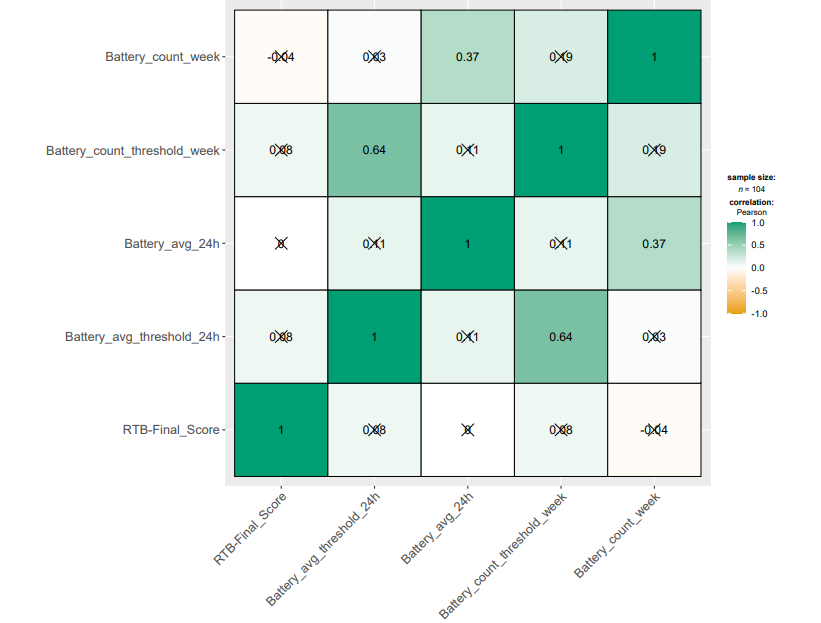 Battery_count_week -0.04 0.03 0.37 0.19 1
Battery_count_threshold_week 0.08 0.64 0.11 1 0.19
Battery_avg_24h 0 0.11 1 0.11 0.37
Battery_avg_threshold_24h 0.08 1 0.11 0.64 0.03
RTB-Final_Score 1 0.08 0 0.08 -0.04
RTB-Final_Score
Battery_avg_threshold_24h
Battery_avg_24h
Battery_count_threshold_week
Battery_count_week
sample size:
n = 104
correlation:
Pearson
1.0
0.5
0.0
-0.5
-1.0